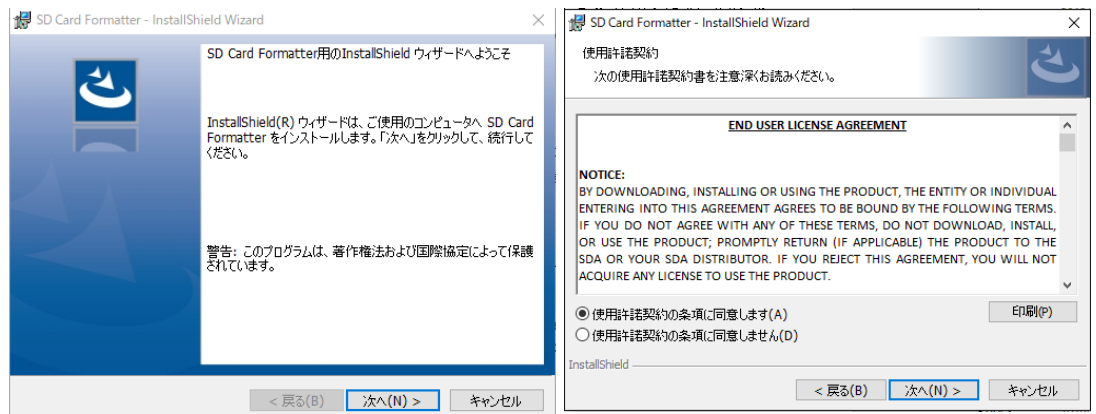 SD Card Formatter - InstallShield Wizard
SD Card Formatter用のInstallShield ウィザードへようこそ
InstallShield(R) ウィザードは、ご使用のコンピュータへ SD Card
Formatter をインストールします。「次へ」をクリックして、続行して
ください。
警告: このプログラムは、著作権法および国際協定によって保護
されています。
< 戻る(B)
次へ(N) >
キャンセル
SD Card Formatter - InstallShield Wizard
使用許諾契約
次の使用許諾契約書を注意深くお読みください。
END USER LICENSE AGREEMENT
NOTICE:
BY DOWNLOADING, INSTALLING OR USING THE PRODUCT, THE ENTITY OR INDIVIDUAL
ENTERING INTO THIS AGREEMENT AGREES TO BE BOUND BY THE FOLLOWING TERMS.
IF YOU DO NOT AGREE WITH ANY OF THESE TERMS, DO NOT DOWNLOAD, INSTALL,
OR USE THE PRODUCT; PROMPTLY RETURN (IF APPLICABLE) THE PRODUCT TO THE
SDA OR YOUR SDA DISTRIBUTOR. IF YOU REJECT THIS AGREEMENT, YOU WILL NOT
ACQUIRE ANY LICENSE TO USE THE PRODUCT.
使用許諾契約の条項に同意します(A)
印刷(P)
使用許諾契約の条項に同意しません(D)
InstallShield
< 戻る(B)
次へ(N) >
キャンセル